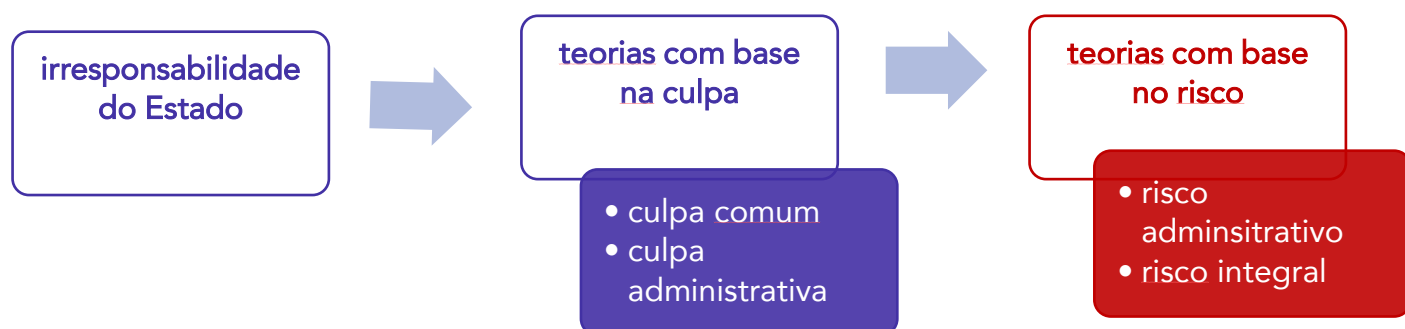 irresponsabilidade
do Estado
teorias com base
na culpa
• culpa comum
• culpa
administrativa
teorias com base
no risco
• risco
adminsitrativo
• risco integral